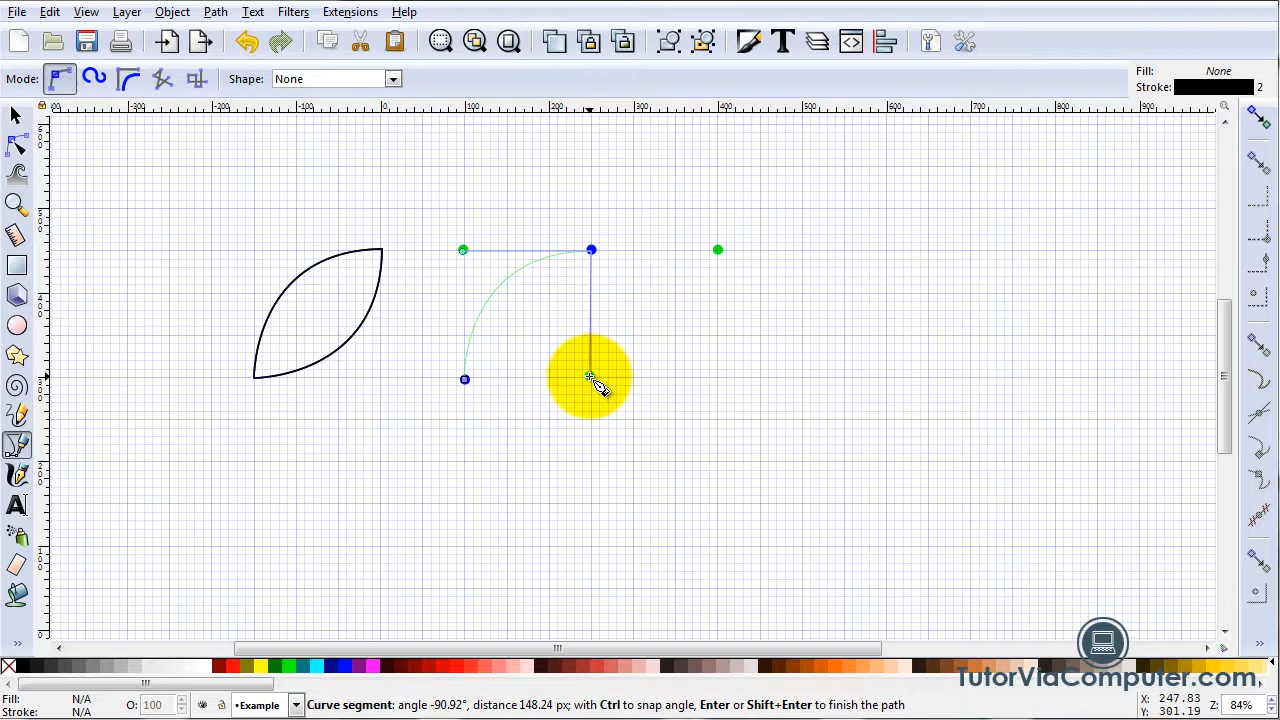 File Edit View Layer Object Path Text Filters Extensions Help
Mode: Shape: None
Fill: None
Stroke: 2
-300 -200 -100 0 100 200 300 400 500 600 700 800 900
TutorVidComputer.com
Fill: N/A
Stroke: N/A
O: 100
•Example
Curve segment: angle -90.92°, distance 148.24 px, with Ctrl to snap angle, Enter or Shift+Enter to finish the path
X: 247.83
Y: 301.19
Z: 84%